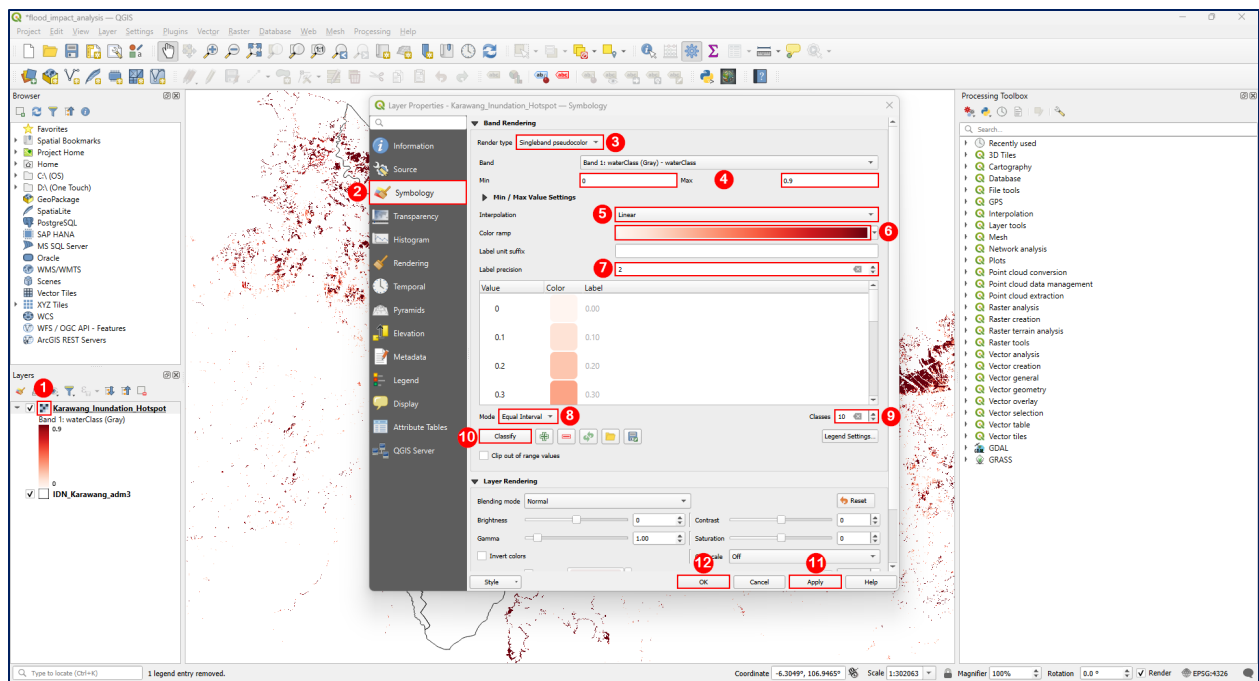 *flood_impact_analysis — QGIS
Project Edit View Layer Settings Plugins Vector Raster Database Web Mesh Processing Help
Browser
Favorites
Spatial Bookmarks
Project Home
Home
C:\ (OS)
D:\ (One Touch)
GeoPackage
SpatiaLite
PostgreSQL
SAP HANA
MS SQL Server
Oracle
WMS/WMTS
Scenes
Vector Tiles
XYZ Tiles
WCS
WFS / OGC API - Features
ArcGIS REST Servers
Layers
1
Karawang_Inundation_Hotspot
Band 1: waterClass (Gray)
0.9
0
IDN_Karawang_adm3
Layer Properties - Karawang_Inundation_Hotspot — Symbology
Information
Source
2 Symbology
Transparency
Histogram
Rendering
Temporal
Pyramids
Elevation
Metadata
Legend
Display
Attribute Tables
QGIS Server
Band Rendering
Render type Singleband pseudocolor 3
Band Band 1: waterClass (Gray) - waterClass
Min 0 Max 4 0.9
Min / Max Value Settings
Interpolation 5 Linear
Color ramp 6
Label unit suffix
Label precision 7 2
Value Color Label
0 0.00
0.1 0.10
0.2 0.20
0.3 0.30
Mode Equal Interval 8 Classes 10 9
10 Classify Legend Settings...
Clip out of range values
Layer Rendering
Blending mode Normal Reset
Brightness 0 Contrast 0
Gamma 1.00 Saturation 0
Invert colors scale Off
12 11
Style OK Cancel Apply Help
Processing Toolbox
Search...
Recently used
3D Tiles
Cartography
Database
File tools
GPS
Interpolation
Layer tools
Mesh
Network analysis
Plots
Point cloud conversion
Point cloud data management
Point cloud extraction
Raster analysis
Raster creation
Raster terrain analysis
Raster tools
Vector analysis
Vector creation
Vector general
Vector geometry
Vector overlay
Vector selection
Vector table
Vector tiles
GDAL
GRASS
Type to locate (Ctrl+K) 1 legend entry removed. Coordinate -6.3049°, 106.9465° Scale 1:302063 Magnifier 100% Rotation 0.0 ° Render EPSG:4326